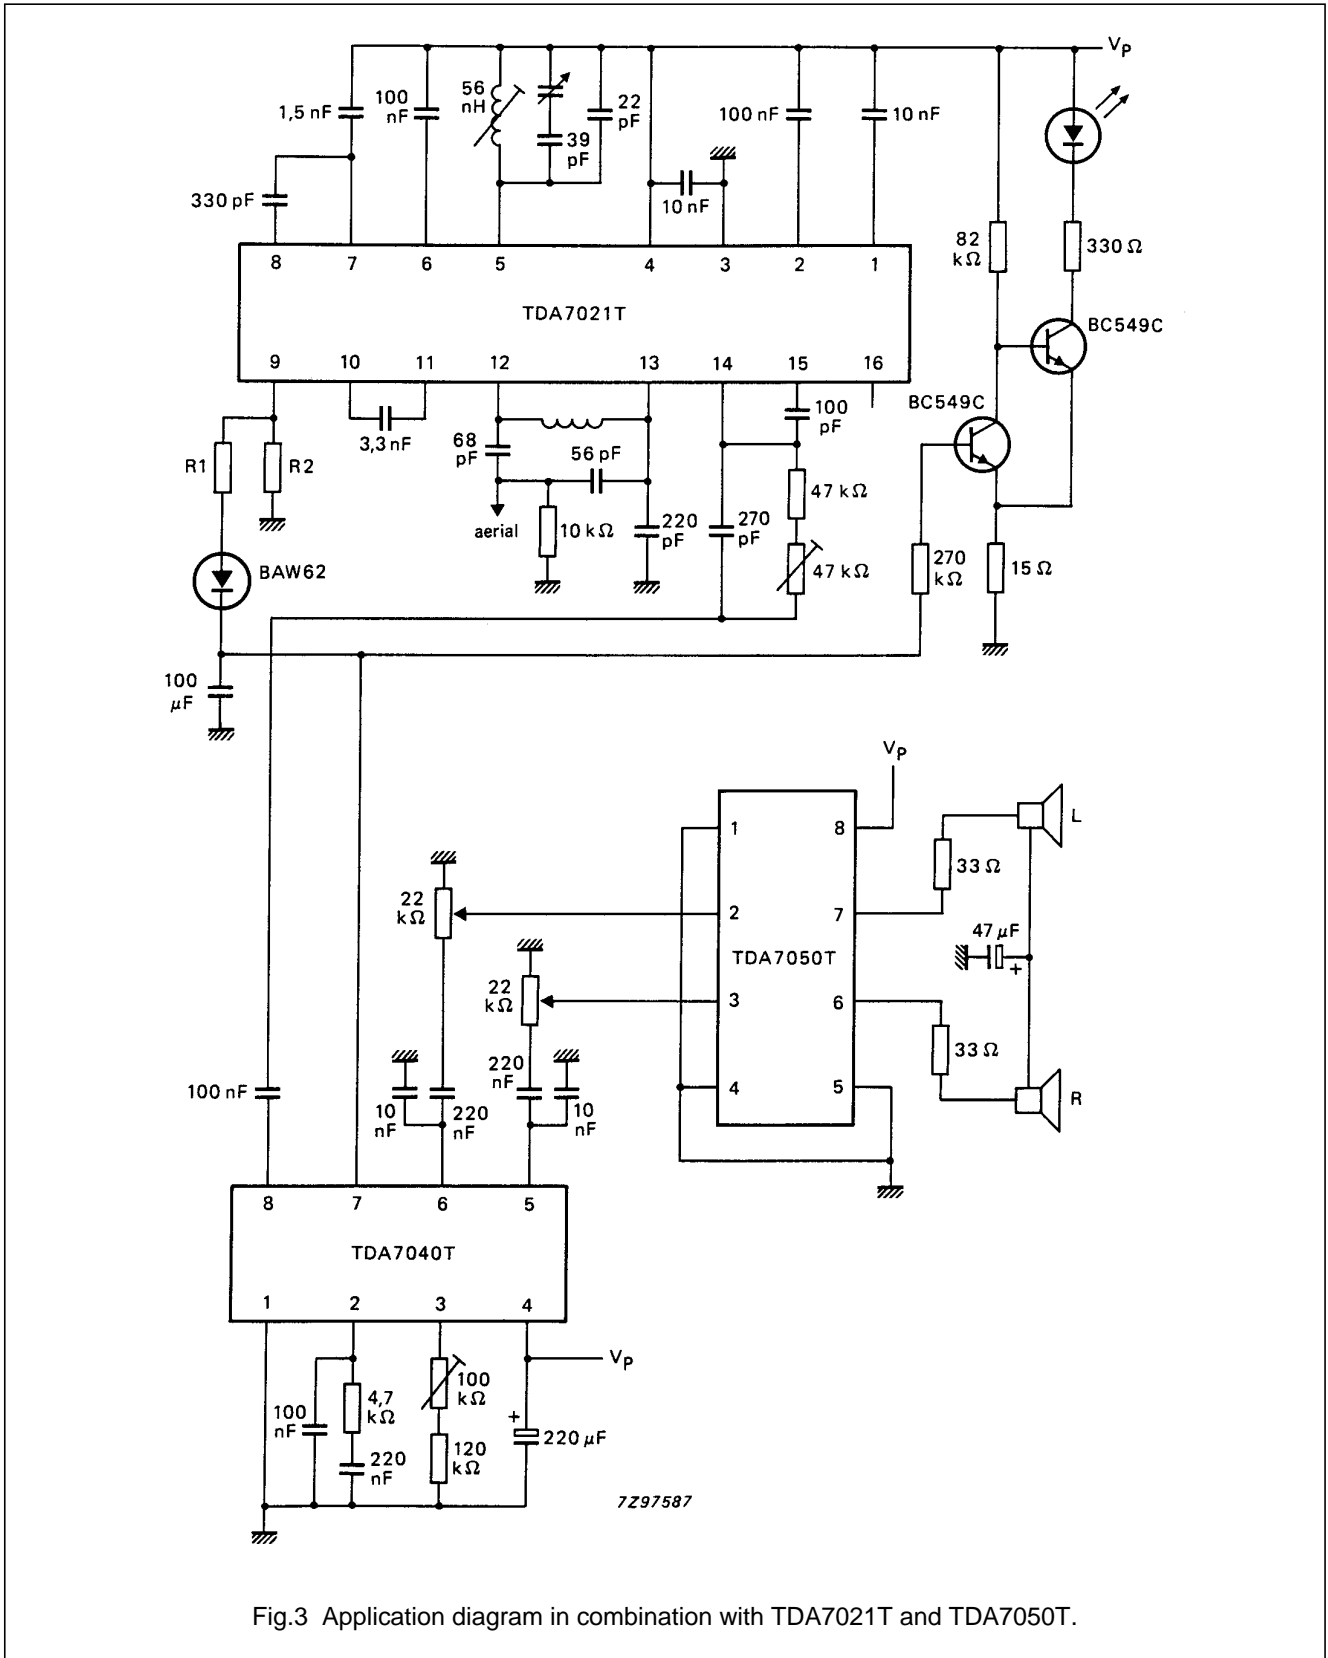 Vp
1,5 nF
100
nF
56
nH
39
pF
22
pF
100 nF
10 nF
330 pF
10 nF
82
kΩ
330 Ω
8 7 6 5 4 3 2 1
TDA7021T
BC549C
9 10 11 12 13 14 15 16
BC549C
100
pF
R1
R2
3,3 nF
68
pF
56 pF
47 kΩ
aerial
10 kΩ
220
pF
270
pF
47 kΩ
270
kΩ
15 Ω
BAW62
100
μF
Vp
1
8
L
33 Ω
22
kΩ
2
7
47 μF
+
TDA7050T
22
kΩ
3
6
33 Ω
220
nF
4
5
R
100 nF
10
nF
220
nF
10
nF
8 7 6 5
TDA7040T
1 2 3 4
Vp
100
kΩ
4,7
kΩ
100
nF
+
220 μF
120
kΩ
220
nF
7Z97587
Fig.3 Application diagram in combination with TDA7021T and TDA7050T.